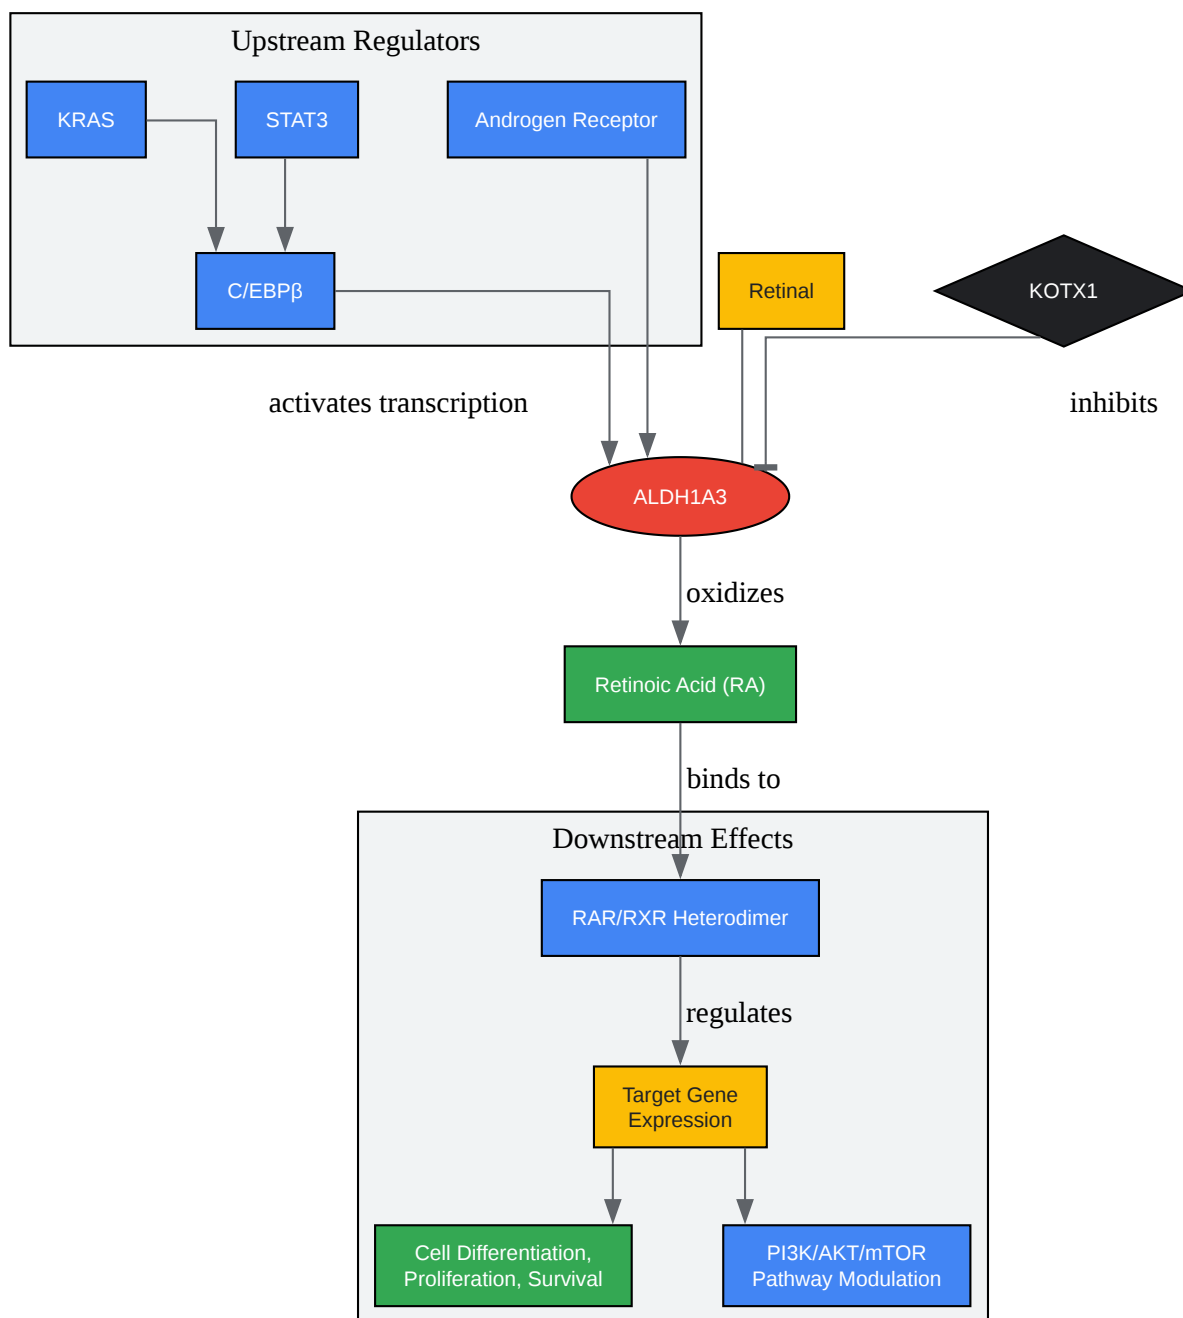 Upstream Regulators
KRAS
STAT3
Androgen Receptor
C/EBPβ
Retinal
KOTX1
activates transcription
inhibits
ALDH1A3
oxidizes
Retinoic Acid (RA)
binds to
Downstream Effects
RAR/RXR Heterodimer
regulates
Target Gene
Expression
Cell Differentiation,
Proliferation, Survival
PI3K/AKT/mTOR
Pathway Modulation